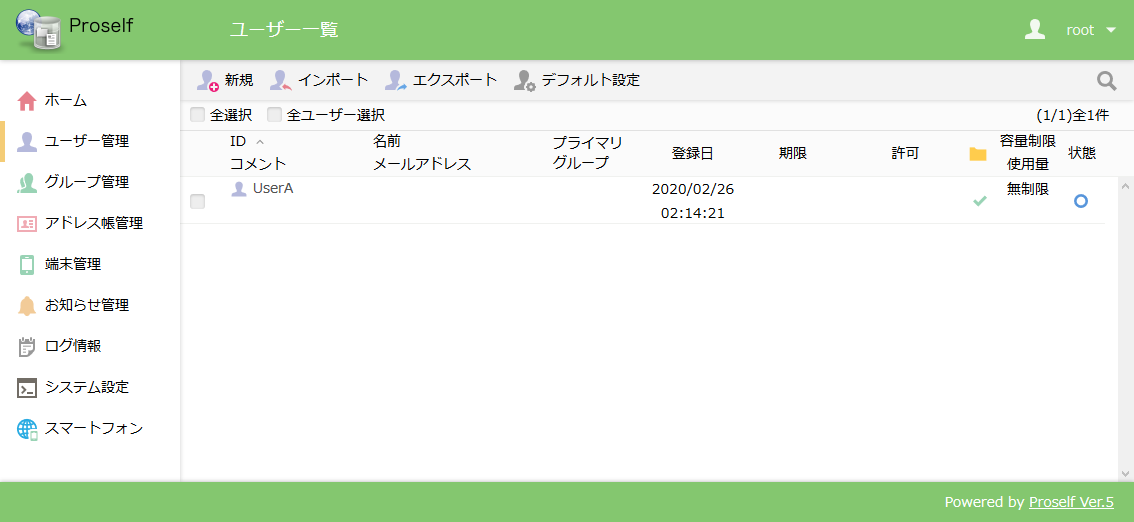 Proself
ユーザー一覧
root
ホーム
ユーザー管理
グループ管理
アドレス帳管理
端末管理
お知らせ管理
ログ情報
システム設定
スマートフォン
新規 インポート エクスポート デフォルト設定
全選択 全ユーザー選択 (1/1)全1件
ID
コメント
名前
メールアドレス
プライマリ
グループ
登録日
期限
許可
容量制限
使用量
状態
UserA
2020/02/26
02:14:21
無制限
Powered by Proself Ver.5